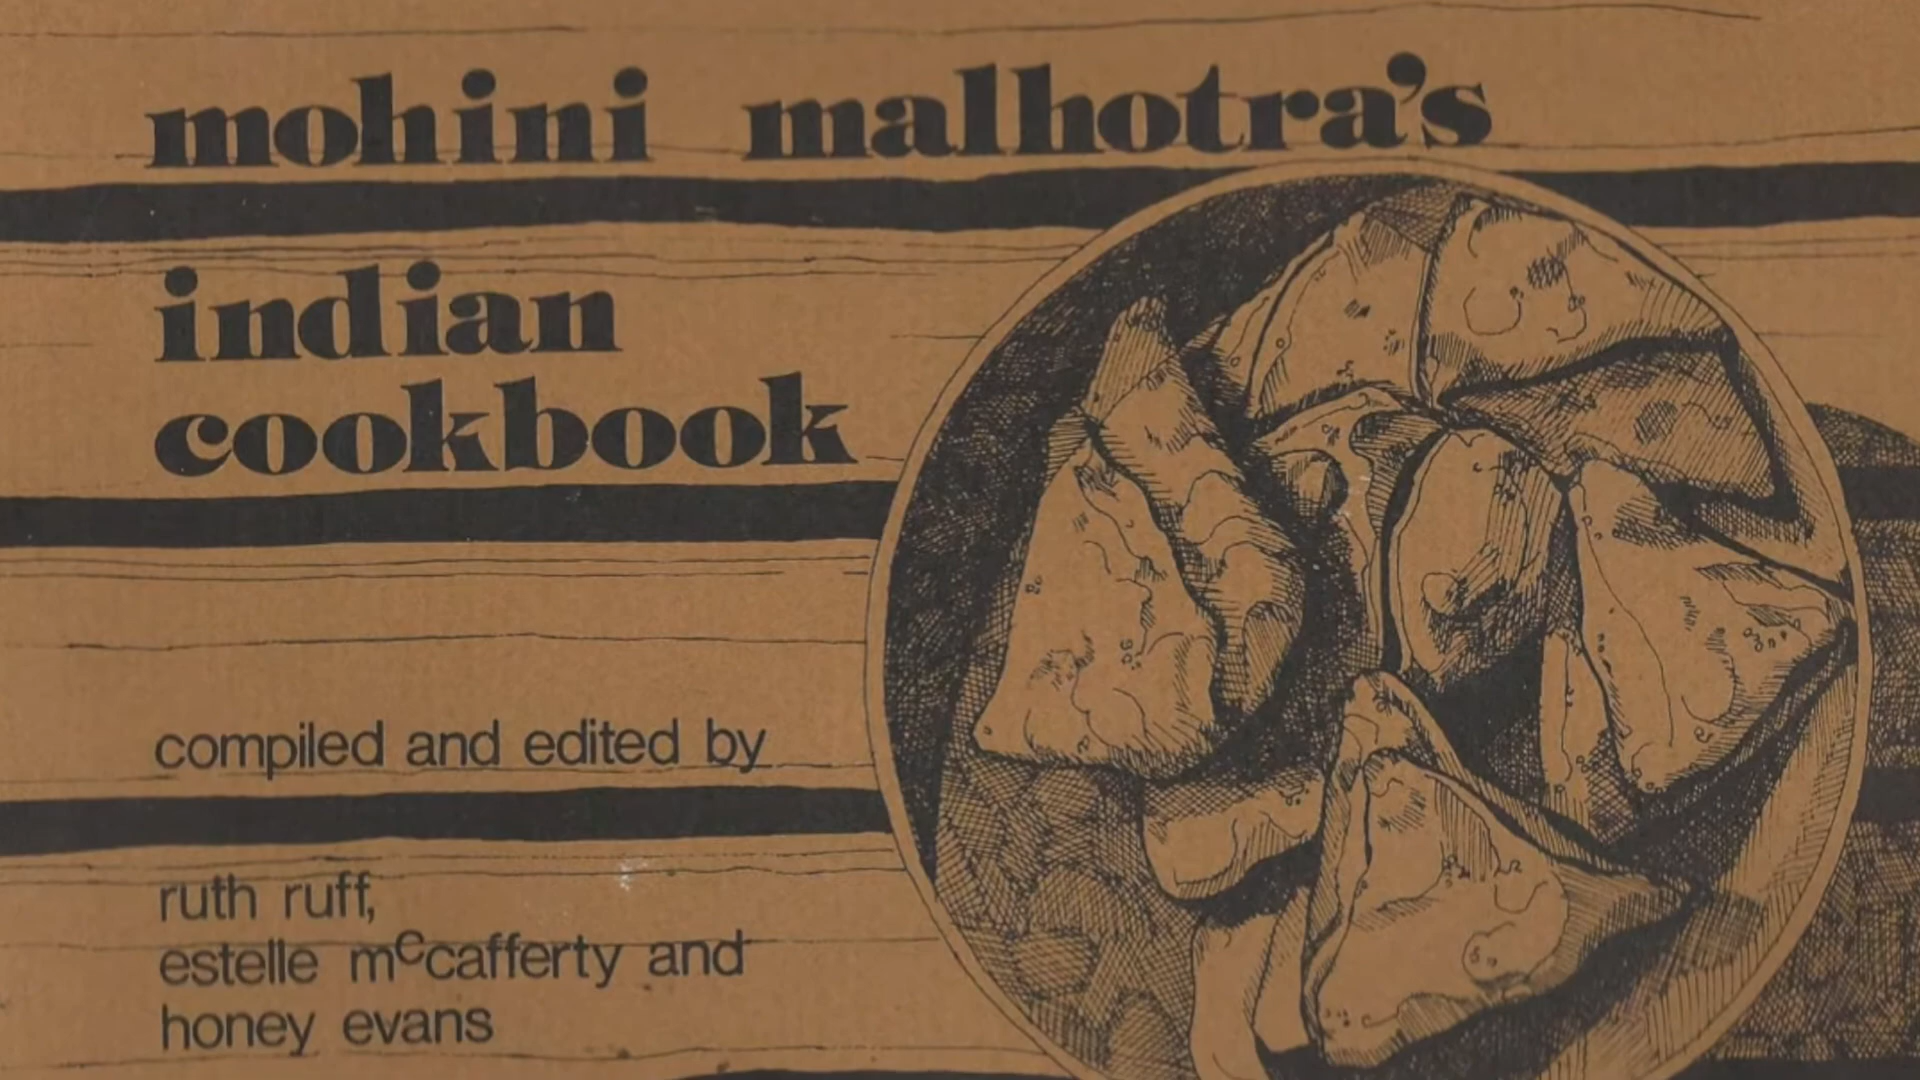 mohini malhotra's
indian
cookbook
compiled and edited by
ruth ruff,
estelle mccafferty and
honey evans